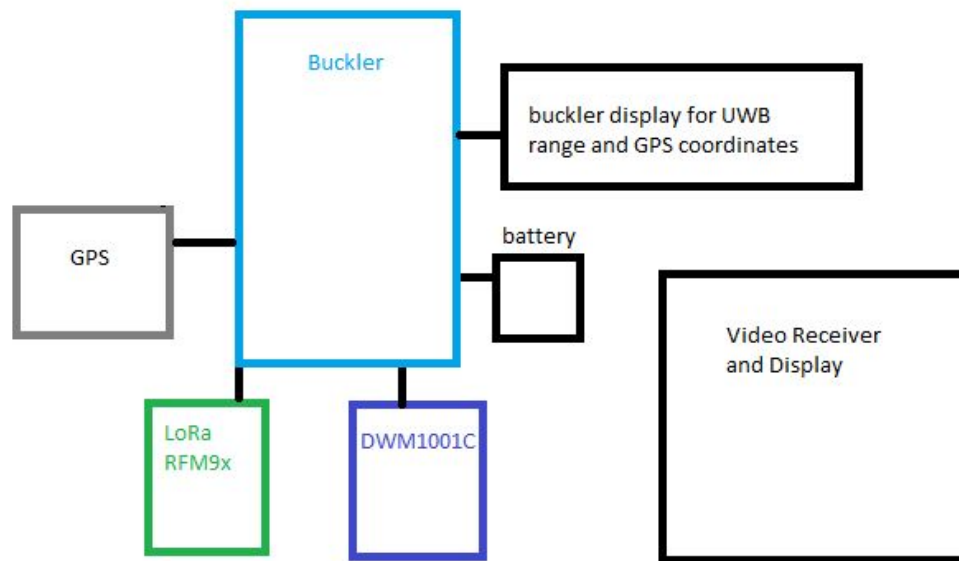 Buckler
buckler display for UWB
range and GPS coordinates
GPS
battery
Video Receiver
and Display
LoRa
RFM9x
DWM1001C